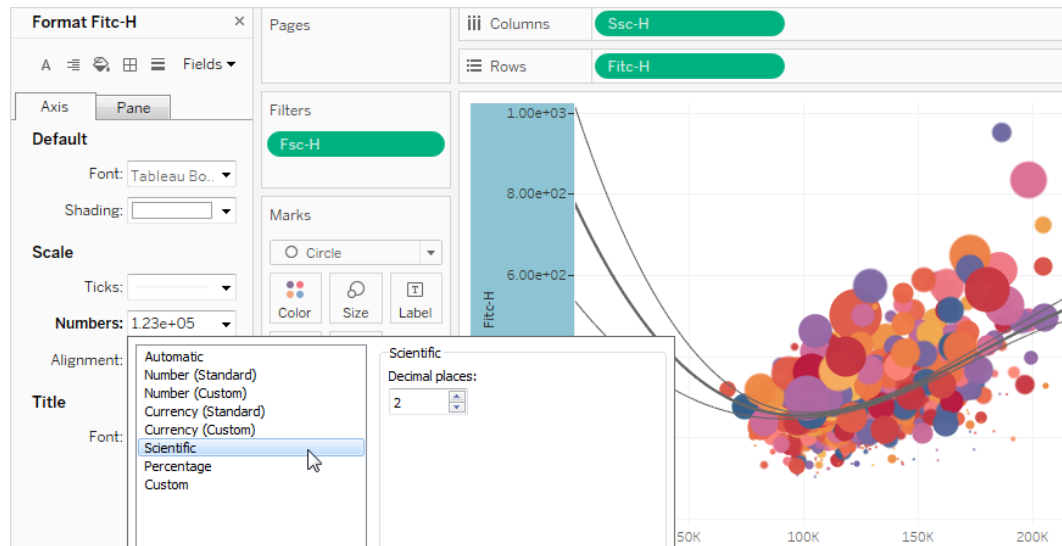 Format Fitc-H
×
A
Fields
Axis
Pane
Default
Font: Tableau Bo..
Shading:
Scale
Ticks:
Numbers: 1.23e+05
Alignment:
Title
Font:
Pages
Filters
Fsc-H
Marks
Circle
Color
Size
T
Label
Columns
Ssc-H
Rows
Fitc-H
Automatic
Number (Standard)
Number (Custom)
Currency (Standard)
Currency (Custom)
Scientific
Percentage
Custom
Scientific
Decimal places:
2
1.00e+03
8.00e+02
6.00e+02
Fitc-H
50K
100K
150K
200K